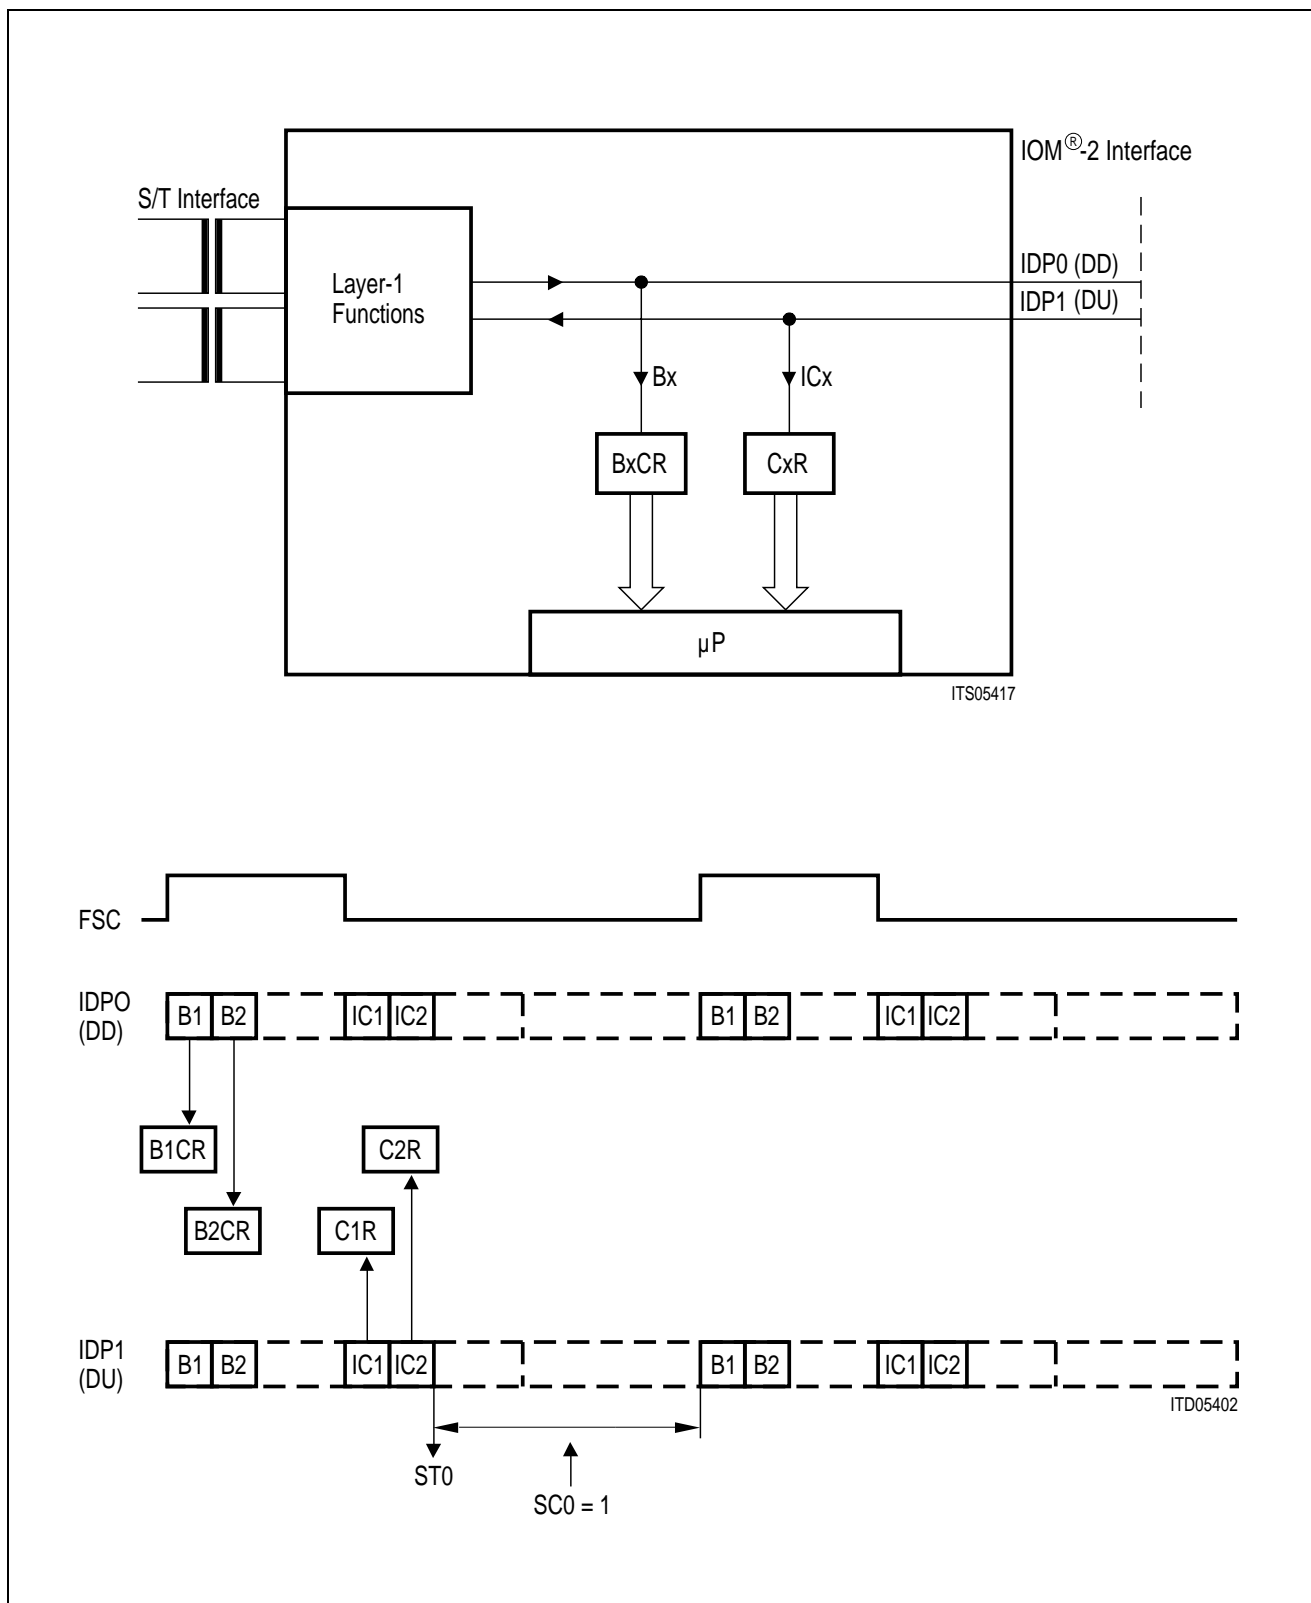 IOM®-2 Interface
S/T Interface
Layer-1
Functions
IDP0 (DD)
IDP1 (DU)
Bx
ICx
BxCR
CxR
µP
ITS05417
FSC
IDPO
(DD)
B1 B2 IC1 IC2 B1 B2 IC1 IC2
B1CR
C2R
B2CR
C1R
IDP1
(DU)
B1 B2 IC1 IC2 B1 B2 IC1 IC2
ITD05402
ST0
SC0 = 1